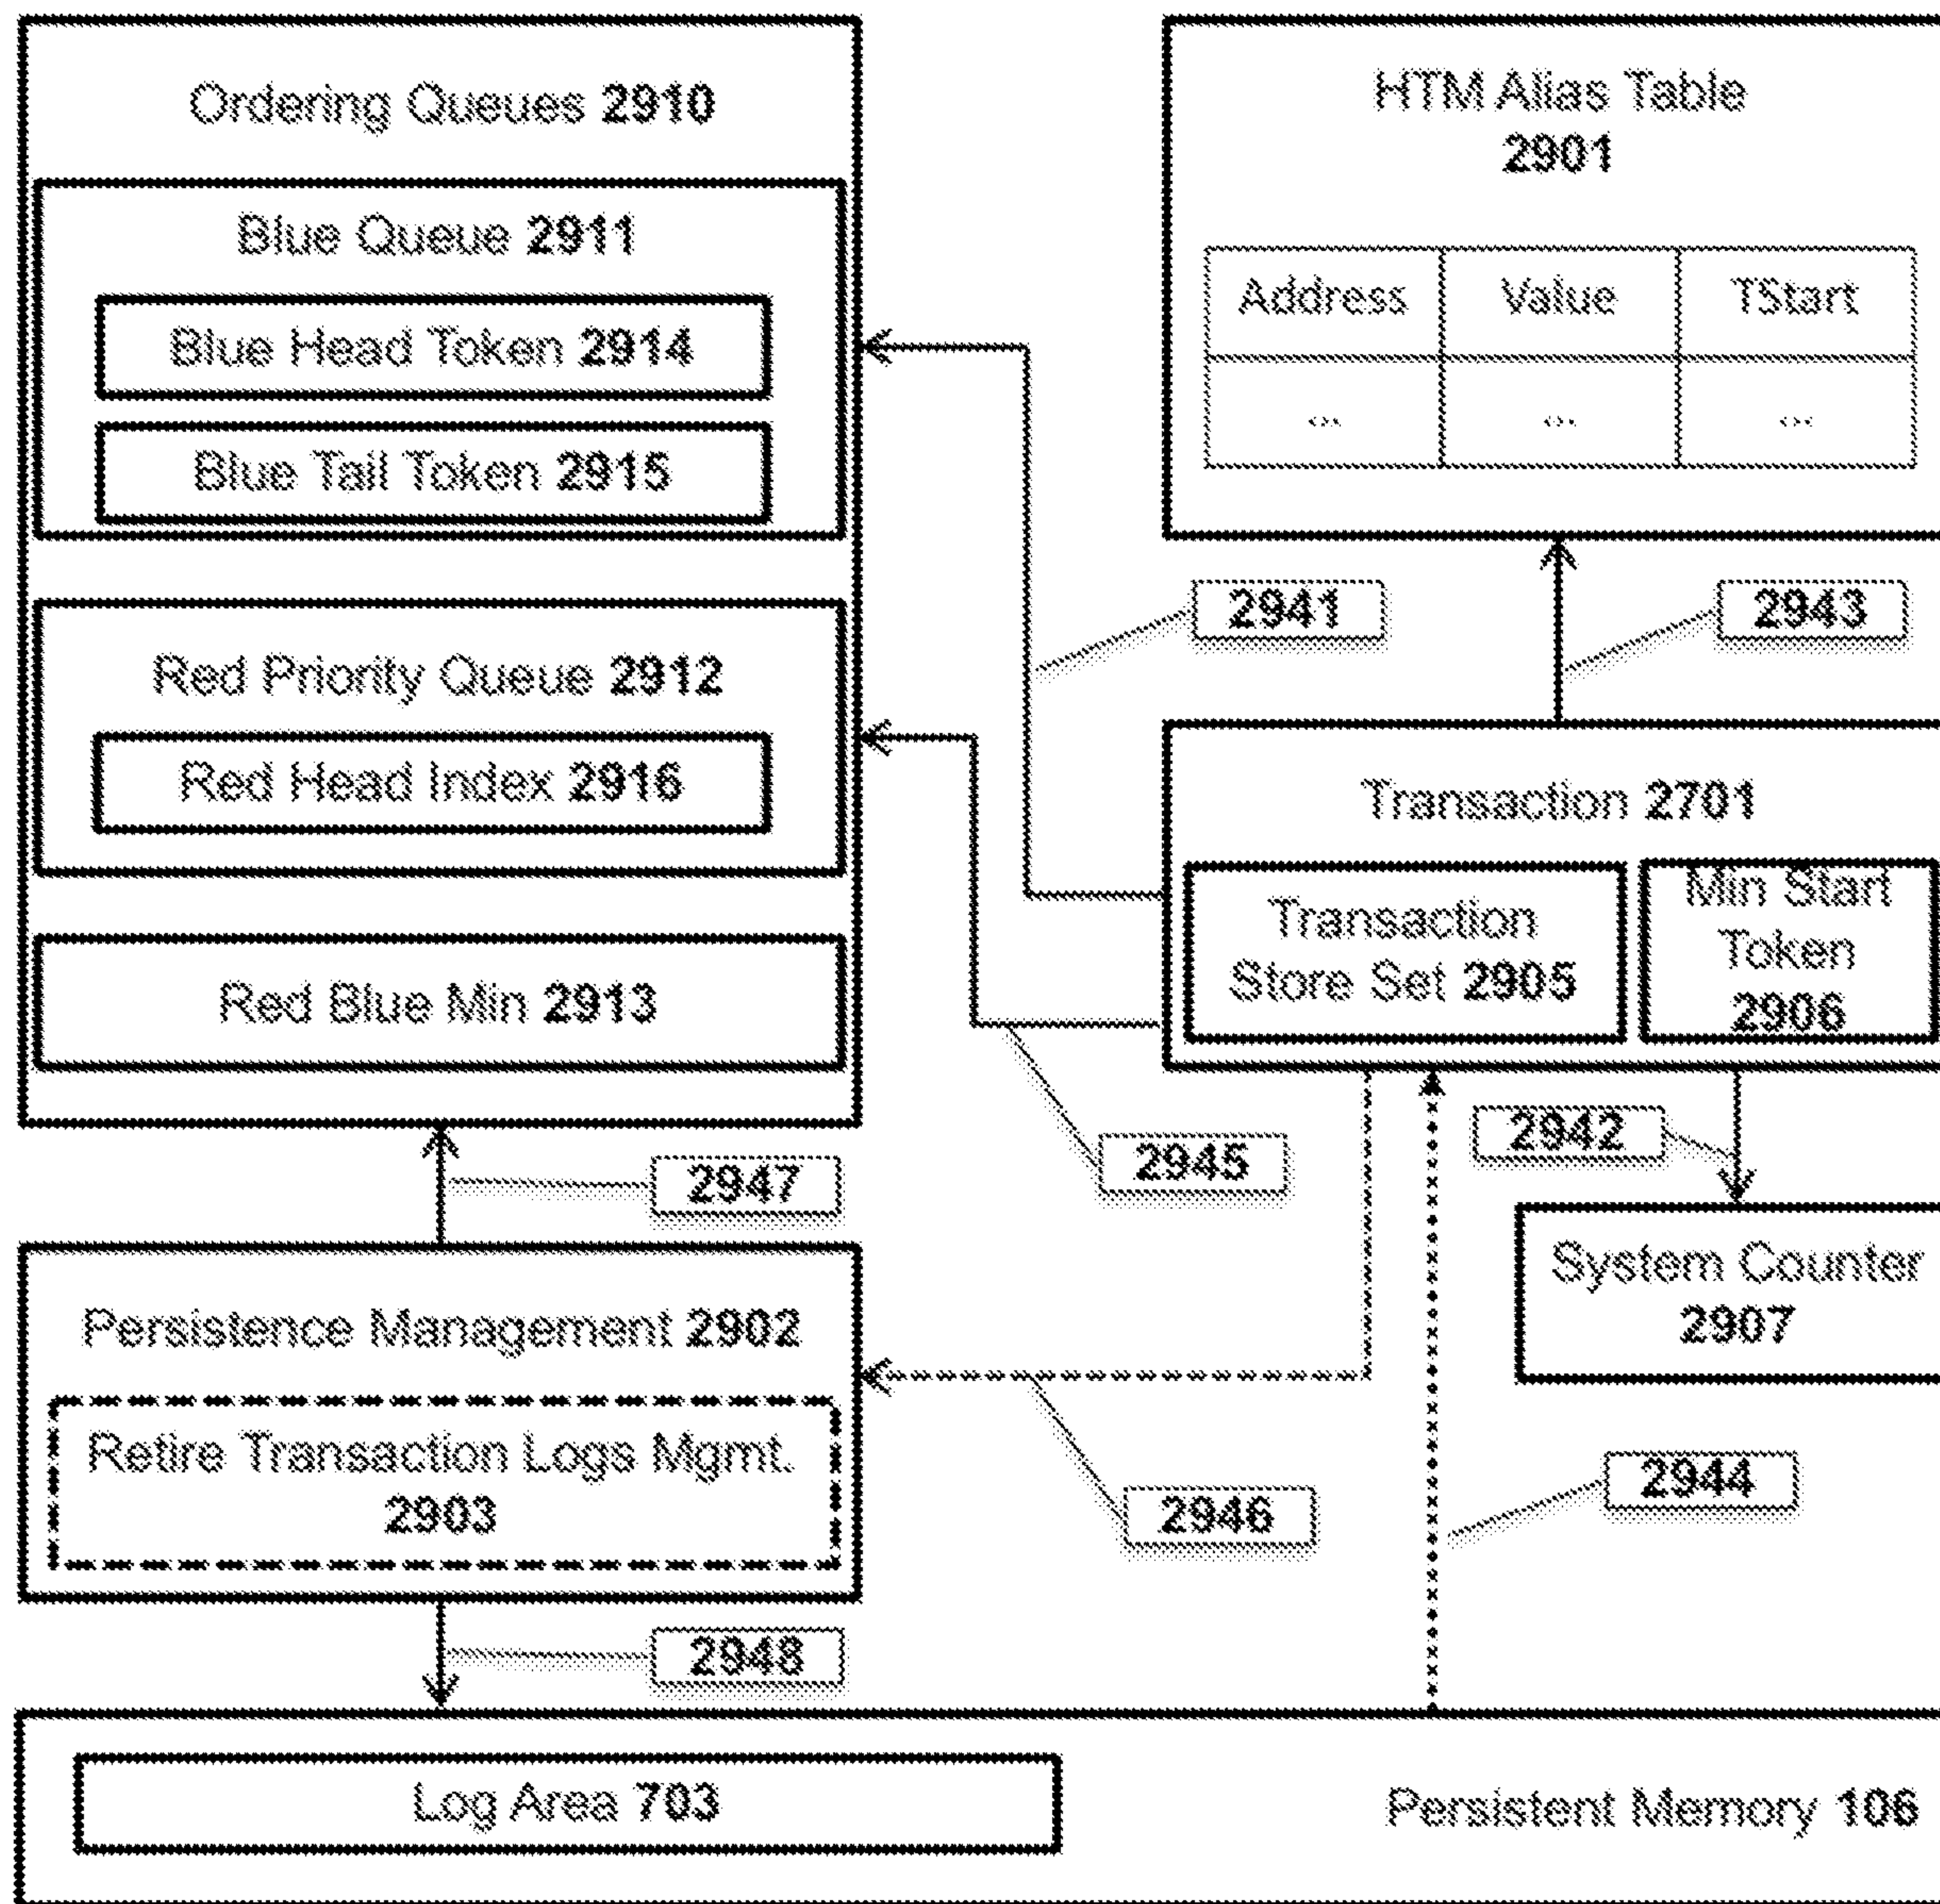 Ordering Queues 2910
Blue Queue 2911
Blue Head Token 2914
Blue Tail Token 2915
Red Priority Queue 2912
Red Head Index 2916
Red Blue Min 2913
HTM Alias Table
2901
Address Value TStart
... ... ...
2941
2943
Transaction 2701
Transaction
Store Set 2905
Min Start
Token
2906
2947
2945
2942
System Counter
2907
Persistence Management 2902
Retire Transaction Logs Mgmt.
2903
2946
2944
2948
Log Area 703
Persistent Memory 106